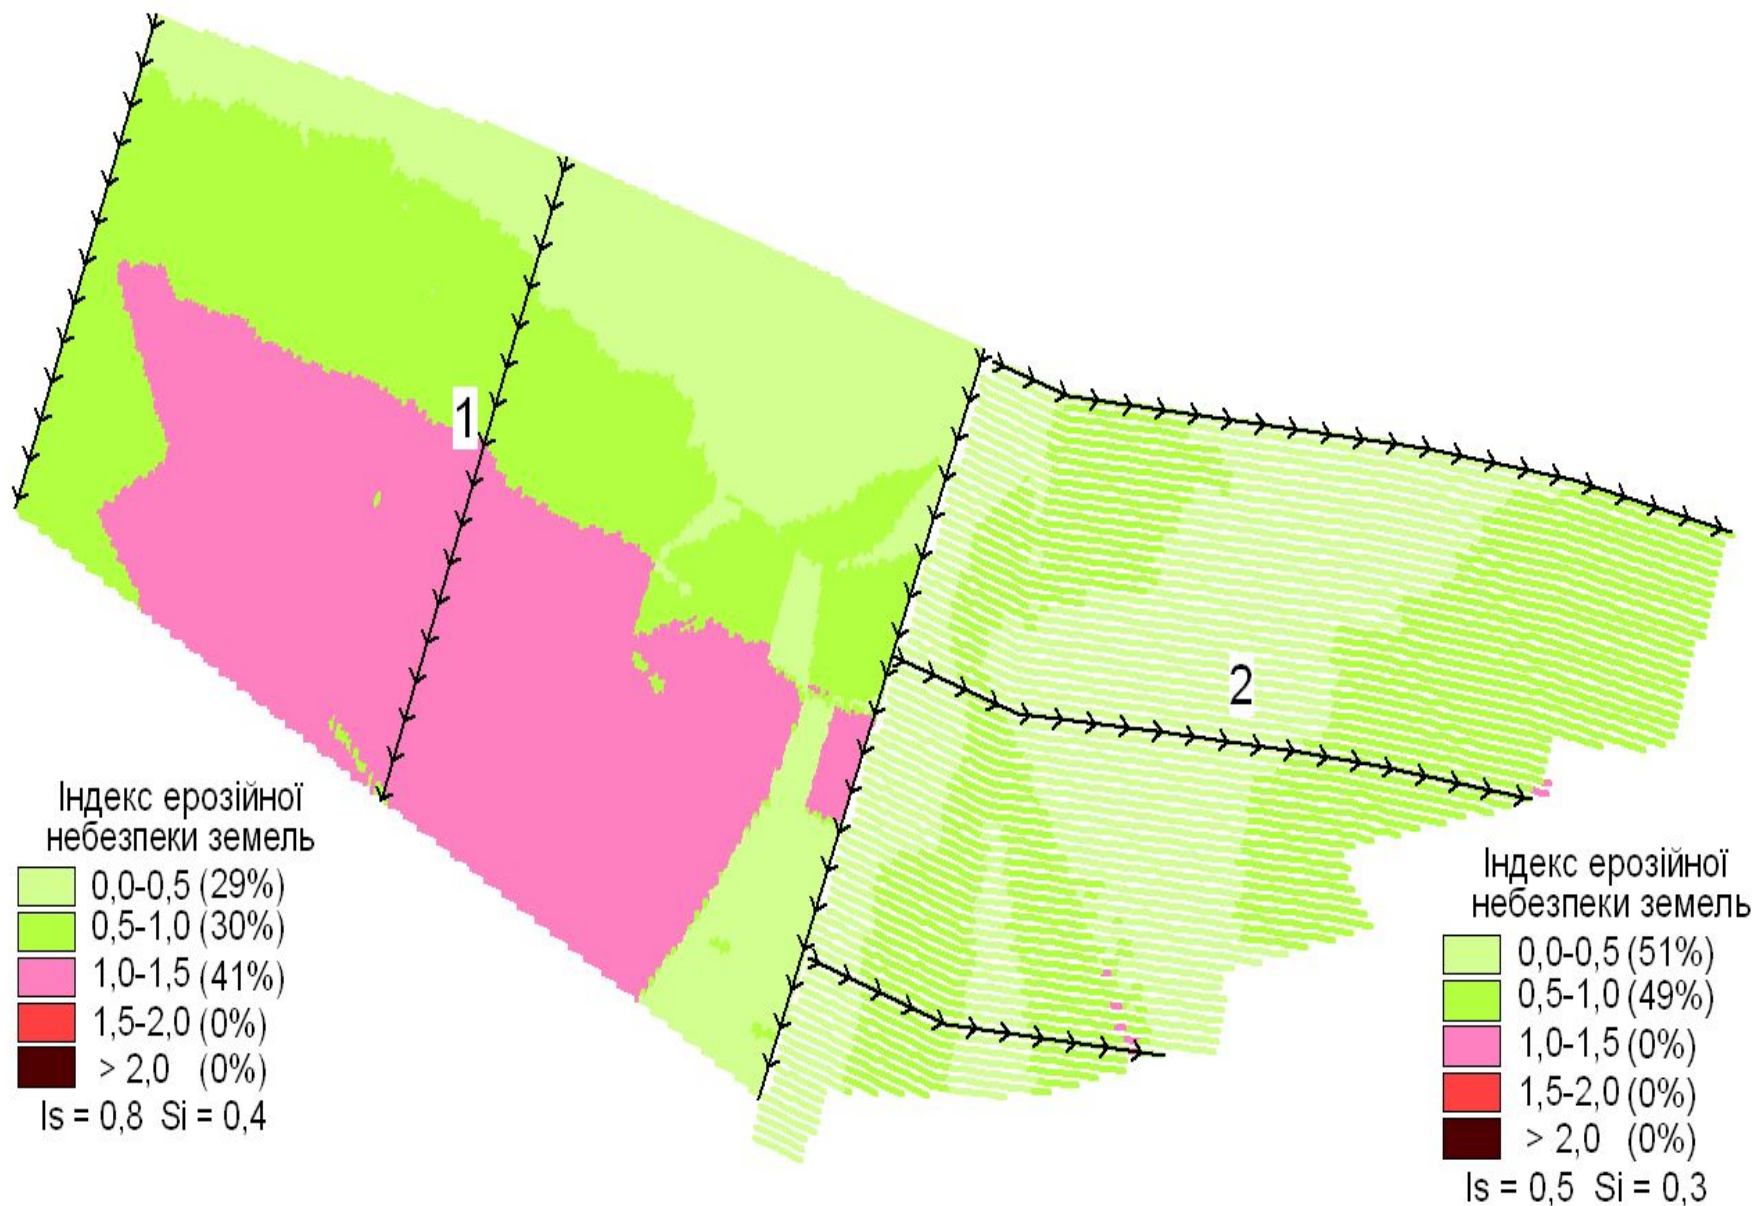 1
2
Індекс ерозійної
небезпеки земель
0,0-0,5 (29%)
0,5-1,0 (30%)
1,0-1,5 (41%)
1,5-2,0 (0%)
> 2,0 (0%)
Is = 0,8 Si = 0,4
Індекс ерозійної
небезпеки земель
0,0-0,5 (51%)
0,5-1,0 (49%)
1,0-1,5 (0%)
1,5-2,0 (0%)
> 2,0 (0%)
Is = 0,5 Si = 0,3